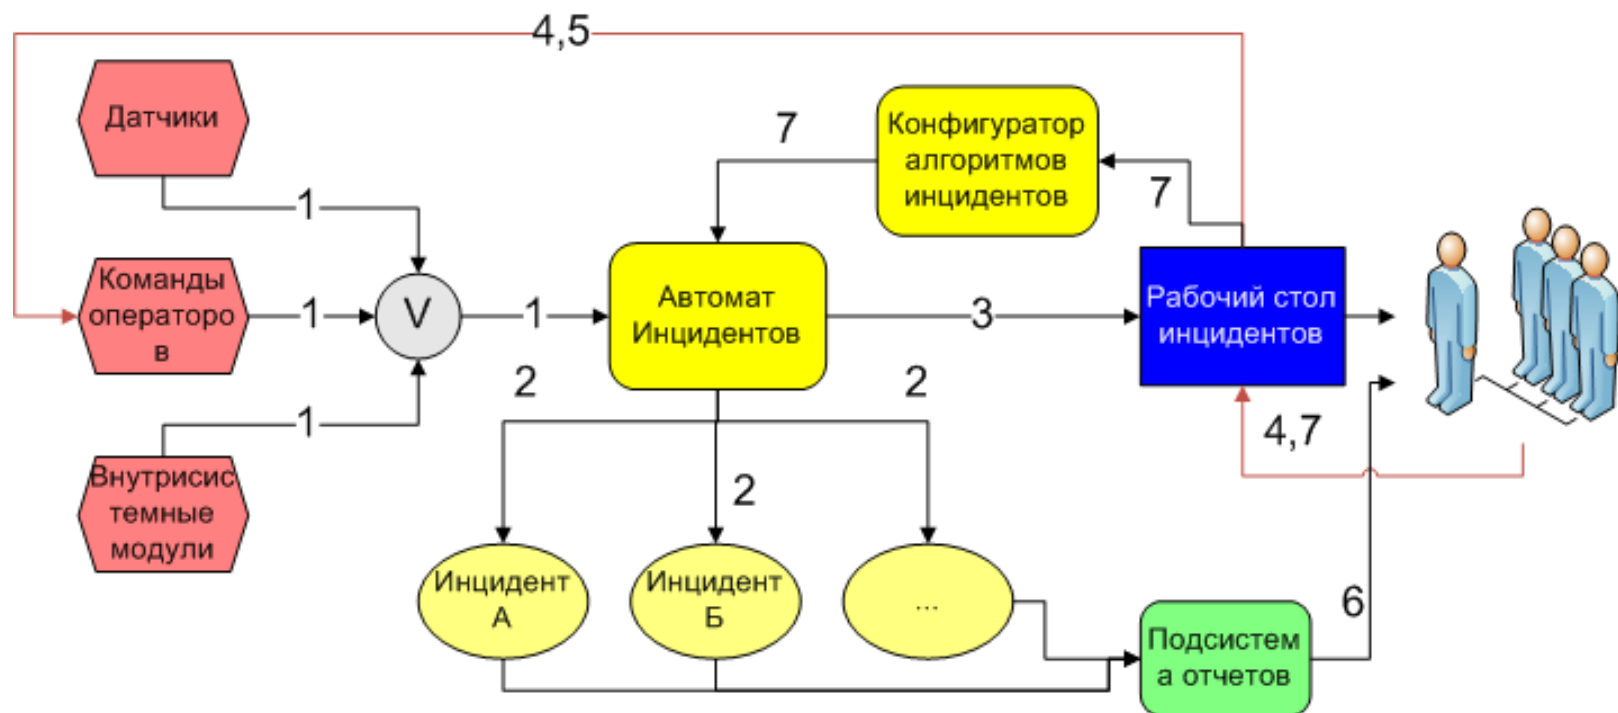 4,5
Датчики
1
7
Конфигуратор
алгоритмов
инцидентов
7
Команды
операторо
в
1
V
1
Автомат
Инцидентов
3
Рабочий стол
инцидентов
2
2
1
4,7
Внутрисис
темные
модули
2
Инцидент
А
Инцидент
Б
...
6
Подсистем
а отчетов